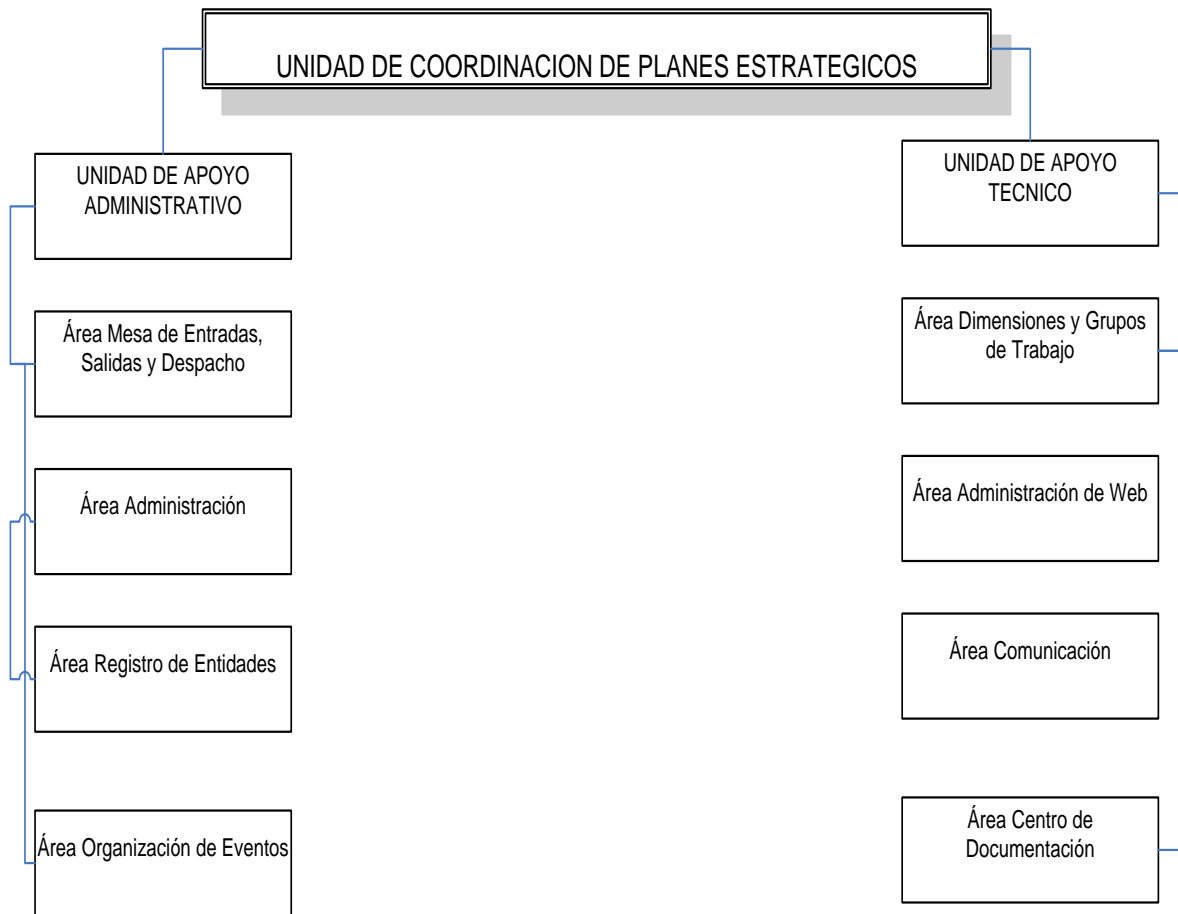 UNIDAD DE COORDINACION DE PLANES ESTRATEGICOS
UNIDAD DE APOYO
ADMINISTRATIVO
Área Mesa de Entradas,
Salidas y Despacho
Área Administración
Área Registro de Entidades
Área Organización de Eventos
UNIDAD DE APOYO
TECNICO
Área Dimensiones y Grupos
de Trabajo
Área Administración de Web
Área Comunicación
Área Centro de
Documentación